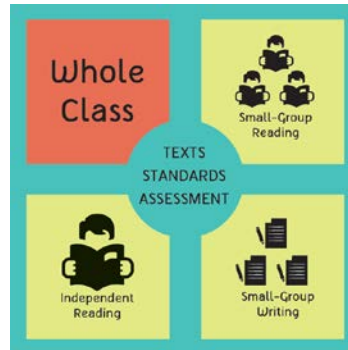 Whole
Class
Small-Group
Reading
TEXTS
STANDARDS
ASSESSMENT
Independent
Reading
Small-Group
Writing